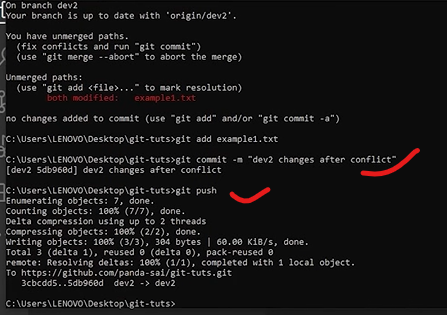 On branch dev2
Your branch is up to date with 'origin/dev2'.
You have unmerged paths.
(fix conflicts and run "git commit")
(use "git merge --abort" to abort the merge)
Unmerged paths:
(use "git add <file>..." to mark resolution)
both modified:   example1.txt
no changes added to commit (use "git add" and/or "git commit -a")
C:\Users\LENOVO\Desktop\git-tuts>git add example1.txt
C:\Users\LENOVO\Desktop\git-tuts>git commit -m "dev2 changes after conflict"
[dev2 5db960d] dev2 changes after conflict
C:\Users\LENOVO\Desktop\git-tuts>git push
Enumerating objects: 7, done.
Counting objects: 100% (7/7), done.
Delta compression using up to 2 threads
Compressing objects: 100% (2/2), done.
Writing objects: 100% (3/3), 304 bytes | 60.00 KiB/s, done.
Total 3 (delta 1), reused 0 (delta 0), pack-reused 0
remote: Resolving deltas: 100% (1/1), completed with 1 local object.
To https://github.com/panda-sai/git-tuts.git
3cbcdd5..5db960d  dev2 -> dev2
C:\Users\LENOVO\Desktop\git-tuts>